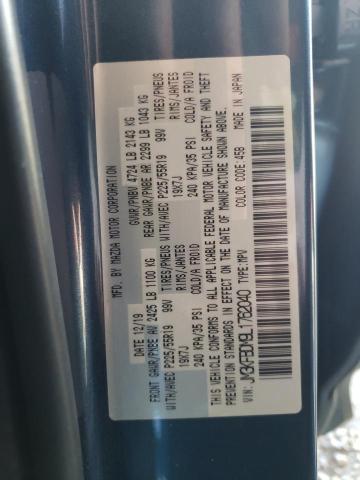 MFD. BY MAZDA MOTOR CORPORATION
DATE: 12/19 GVWR/PNBV 4724 LB 2143 KG
FRONT GAWR/PNBE AV 2425 LB 1100 KG REAR GAWR/PNBE AR 2299 LB 1043 KG
WITH/AVEC P225/55R19 99V TIRES/PNEUS WITH/AVEC P225/55R19 99V TIRES/PNEUS
19X7J RIMS/JANTES 19X7J RIMS/JANTES
240 KPA/35 PSI COLD/A FROID 240 KPA/35 PSI COLD/A FROID
THIS VEHICLE CONFORMS TO ALL APPLICABLE FEDERAL MOTOR VEHICLE SAFETY AND THEFT
PREVENTION STANDARDS IN EFFECT ON THE DATE OF MANUFACTURE SHOWN ABOVE.
VIN: JM3KFBDM9L1762040 TYPE:MPV COLOR CODE:45B MADE IN JAPAN